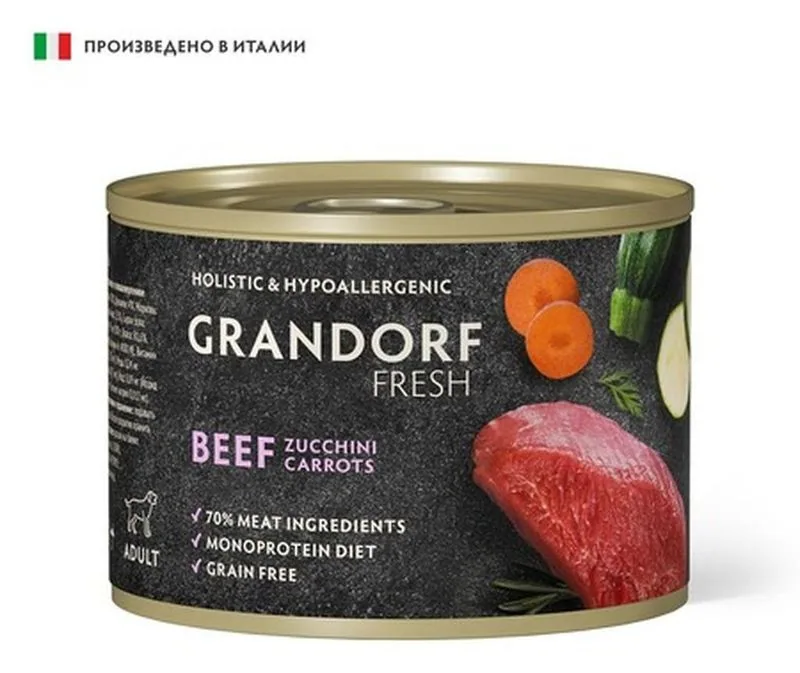 ПРОИЗВЕДЕНО В ИТАЛИИ
HOLISTIC & HYPOALLERGENIC
GRANDORF
FRESH
BEEF ZUCCHINI
CARROTS
✓ 70% MEAT INGREDIENTS
✓ MONOPROTEIN DIET
✓ GRAIN FREE
ADULT